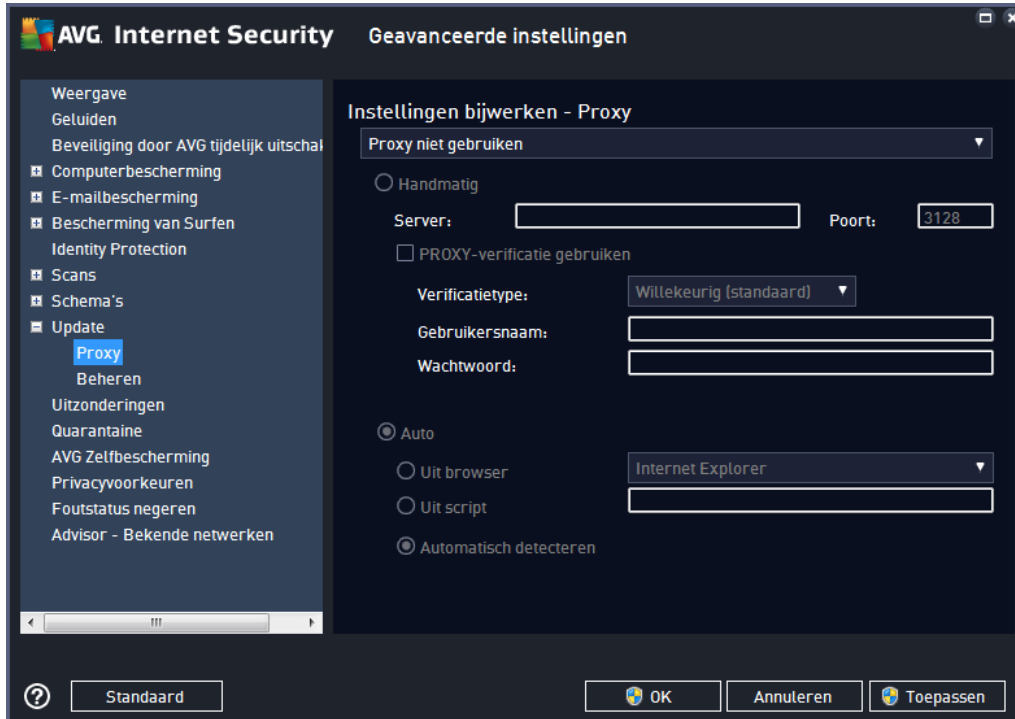 AVG. Internet Security Geavanceerde instellingen
Weergave
Geluiden
Beveiliging door AVG tijdelijk uitschak
Computerbescherming
E-mailbescherming
Bescherming van Surfen
Identity Protection
Scans
Schema's
Update
Proxy
Beheren
Uitzonderingen
Quarantaine
AVG Zelfbescherming
Privacyvoorkeuren
Foutstatus negeren
Advisor - Bekende netwerken
Instellingen bijwerken - Proxy
Proxy niet gebruiken
Handmatig
Server: Poort: 3128
PROXY-verificatie gebruiken
Verificatietype: Willekeurig (standaard)
Gebruikersnaam:
Wachtwoord:
Auto
Uit browser Internet Explorer
Uit script
Automatisch detecteren
? Standaard OK Annuleren Toepassen